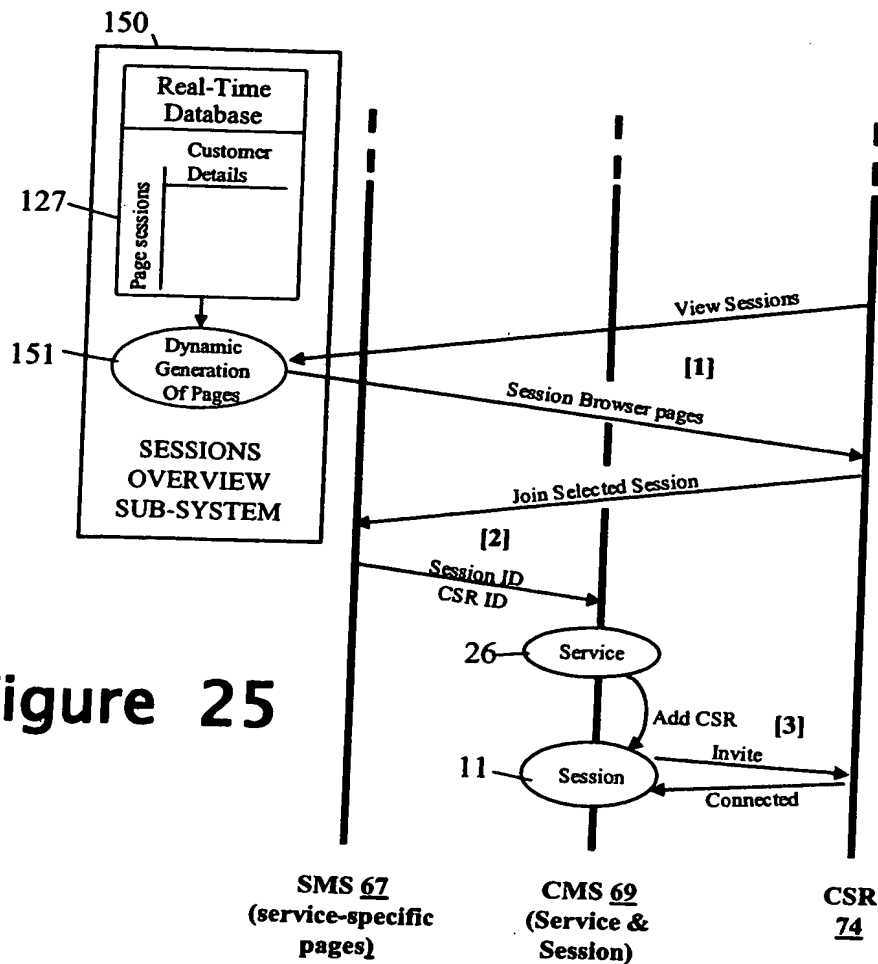 150
Real-Time
Database
Customer
Details
Page sessions
127
View Sessions
151
Dynamic
Generation
Of Pages
[1]
Session Browser pages
SESSIONS
OVERVIEW
SUB-SYSTEM
Join Selected Session
[2]
Session ID
CSR ID
26
Service
igure 25
Add CSR
[3]
Invite
11
Session
Connected
SMS 67
(service-specific
pages)
CMS 69
(Service &
Session)
CSR
74